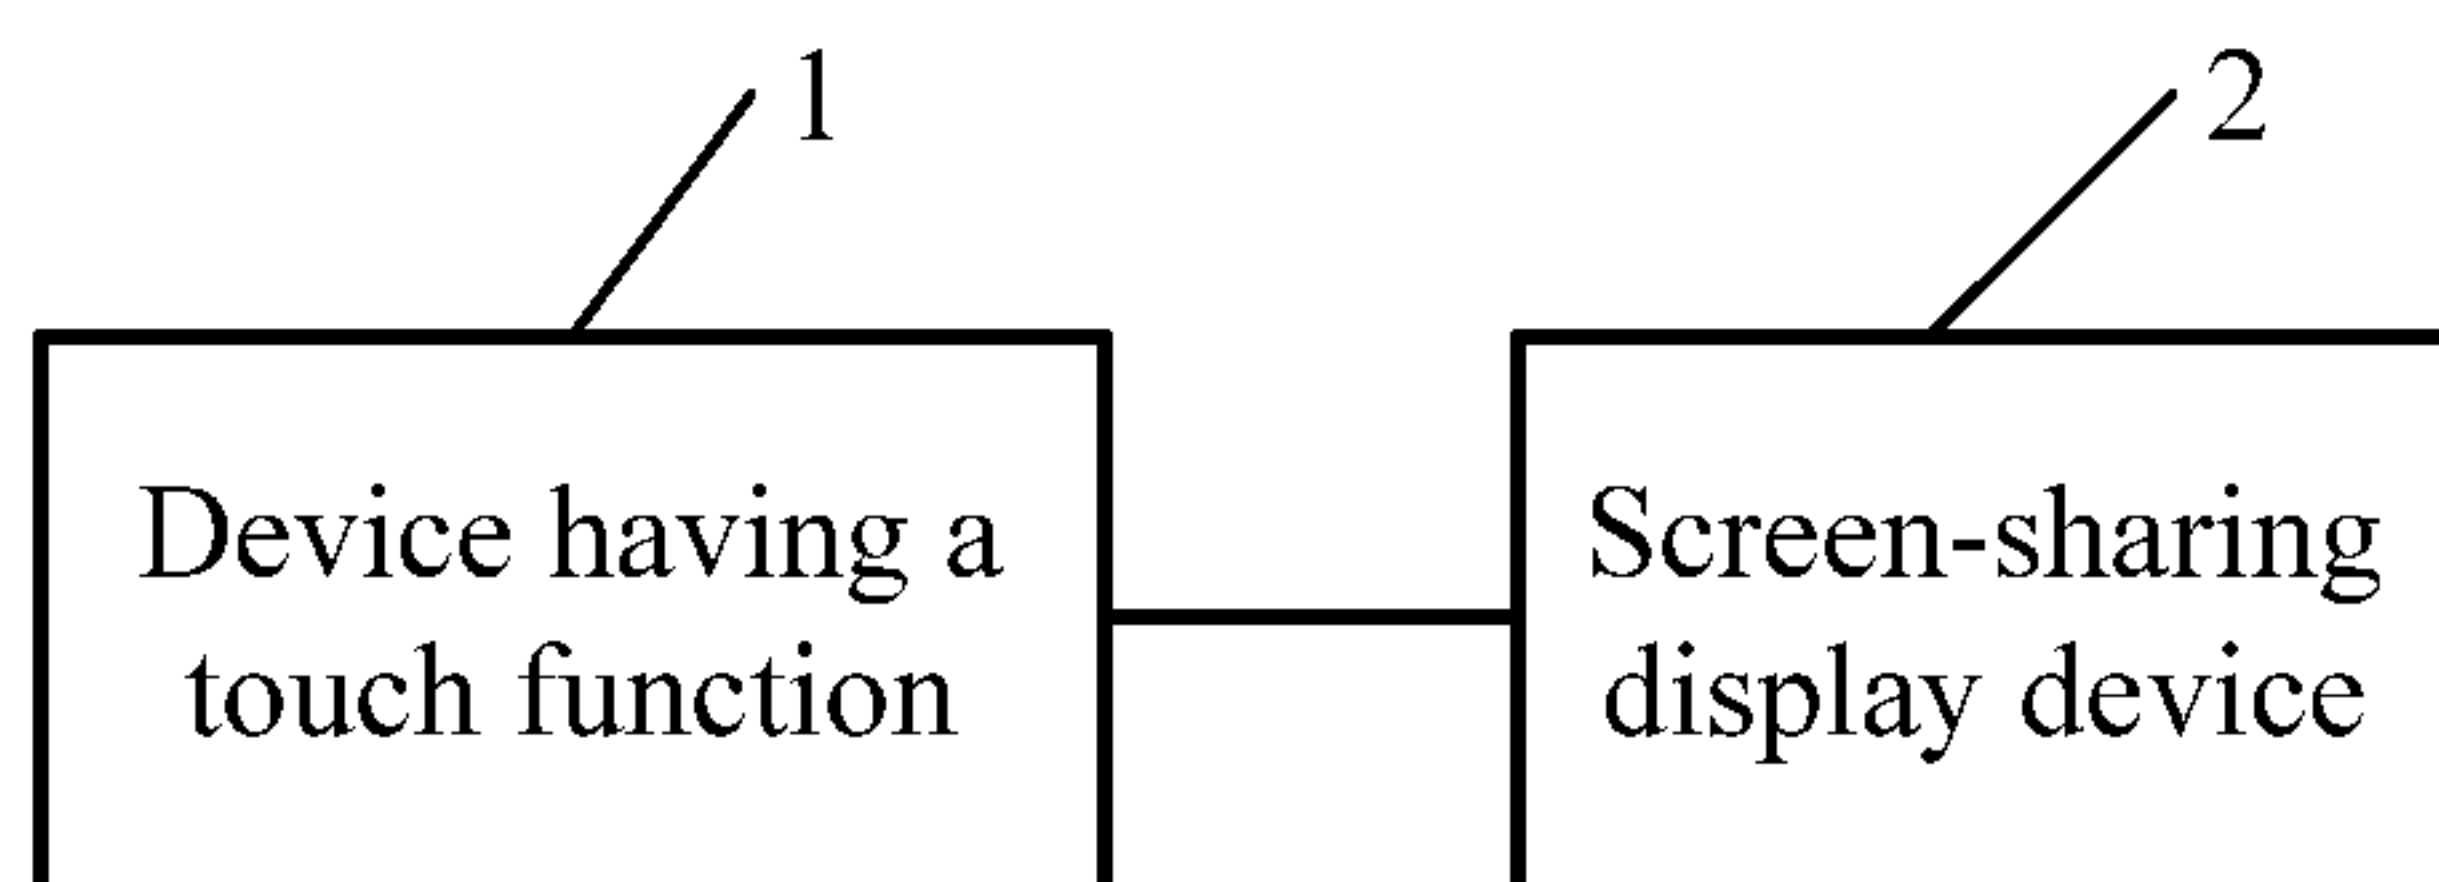 1
2
Device having a
touch function
Screen-sharing
display device